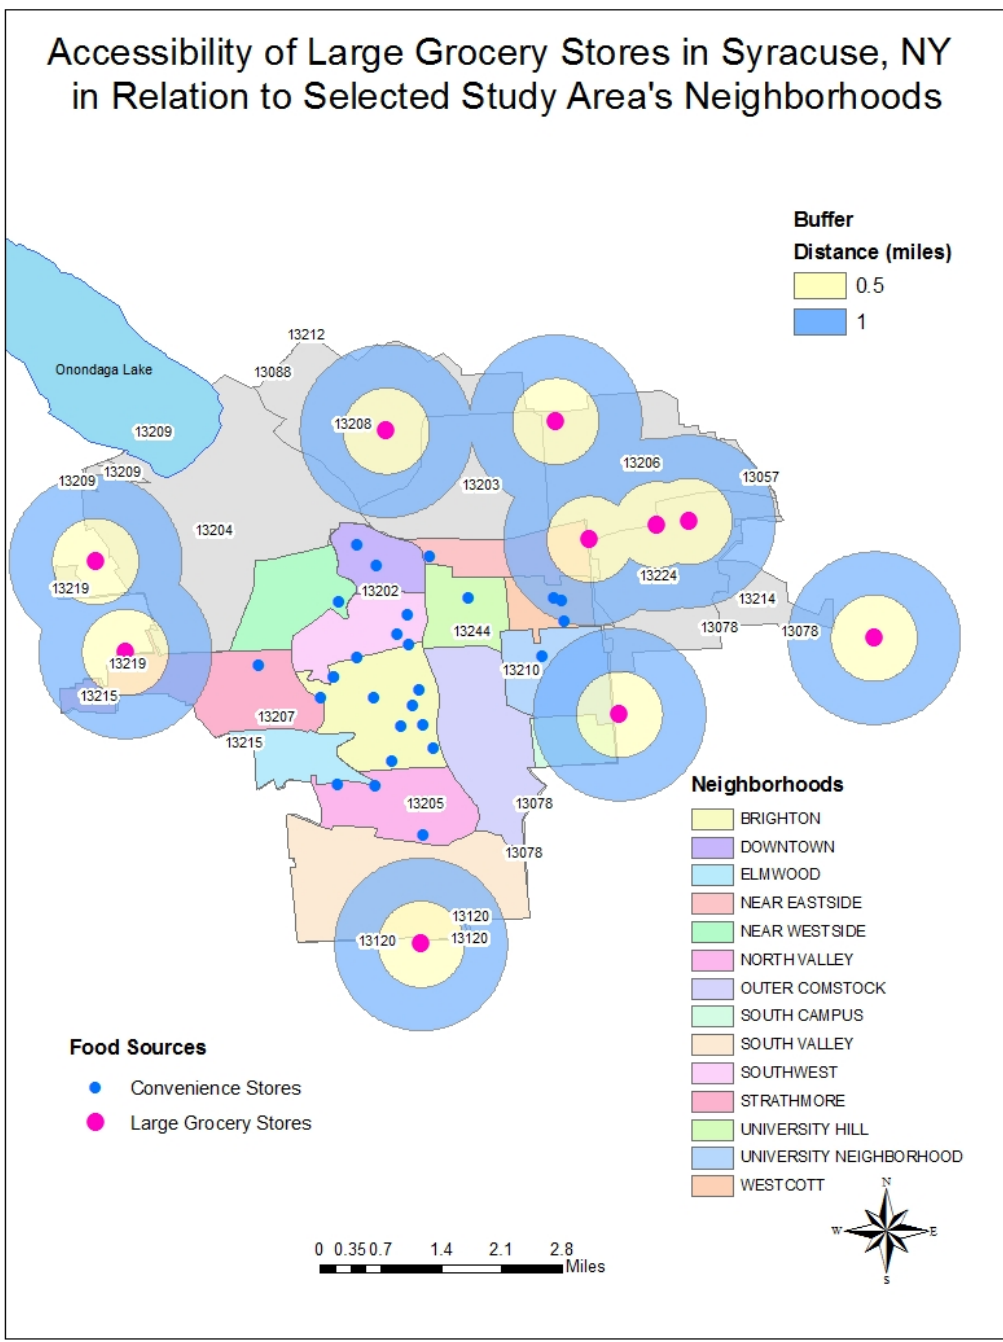 Accessibility of Large Grocery Stores in Syracuse, NY
in Relation to Selected Study Area's Neighborhoods
Buffer
Distance (miles)
0.5
1
13212
13088
Onondaga Lake
13208
13209
13206
13209
13209
13057
13203
13204
13219
13202
13224
13214
13244
13078
13078
13219
13210
13215
13207
13215
13205
13078
13078
13120
13120
13120
Neighborhoods
BRIGHTON
DOWNTOWN
ELMWOOD
NEAR EASTSIDE
NEAR WESTSIDE
NORTH VALLEY
OUTER COMSTOCK
SOUTH CAMPUS
SOUTH VALLEY
SOUTHWEST
STRATHMORE
UNIVERSITY HILL
UNIVERSITY NEIGHBORHOOD
WESTCOTT
Food Sources
Convenience Stores
Large Grocery Stores
0 0.35 0.7 1.4 2.1 2.8
Miles
N
W E
S